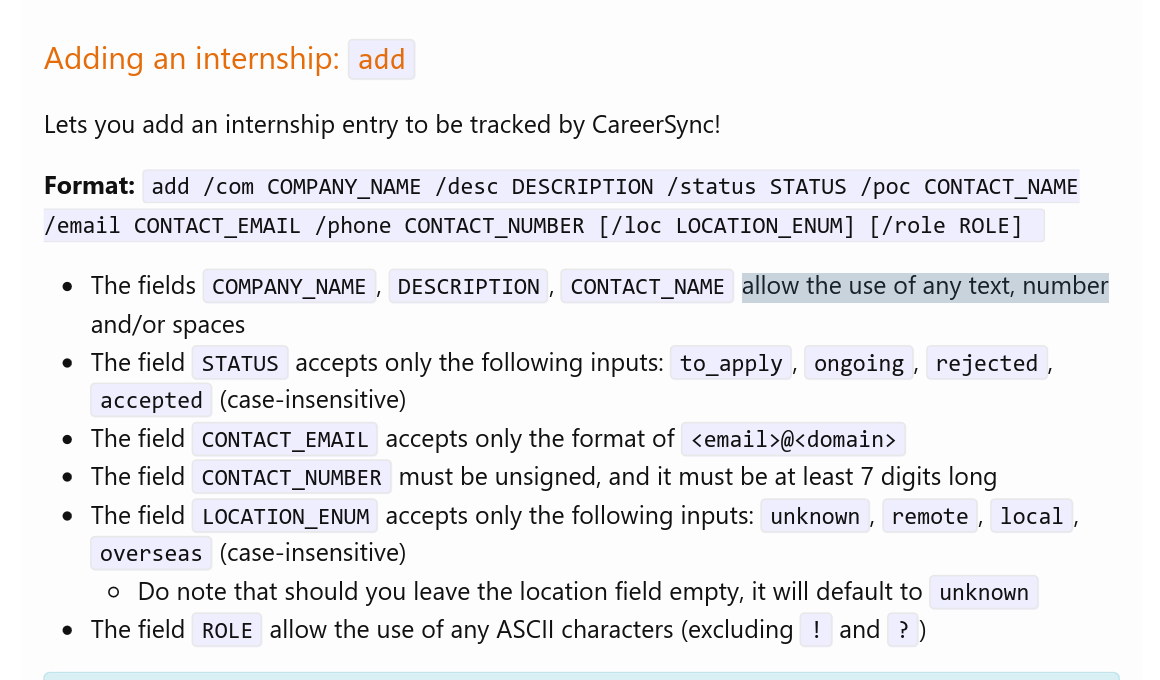 Adding an internship: add
Lets you add an internship entry to be tracked by CareerSync!
Format: add /com COMPANY_NAME /desc DESCRIPTION /status STATUS /poc CONTACT_NAME
/email CONTACT_EMAIL /phone CONTACT_NUMBER [/loc LOCATION_ENUM] [/role ROLE]
• The fields COMPANY_NAME, DESCRIPTION, CONTACT_NAME allow the use of any text, number
and/or spaces
• The field STATUS accepts only the following inputs: to_apply, ongoing, rejected,
accepted (case-insensitive)
• The field CONTACT_EMAIL accepts only the format of <email>@<domain>
• The field CONTACT_NUMBER must be unsigned, and it must be at least 7 digits long
• The field LOCATION_ENUM accepts only the following inputs: unknown, remote, local,
overseas (case-insensitive)
◦ Do note that should you leave the location field empty, it will default to unknown
• The field ROLE allow the use of any ASCII characters (excluding ! and ?)